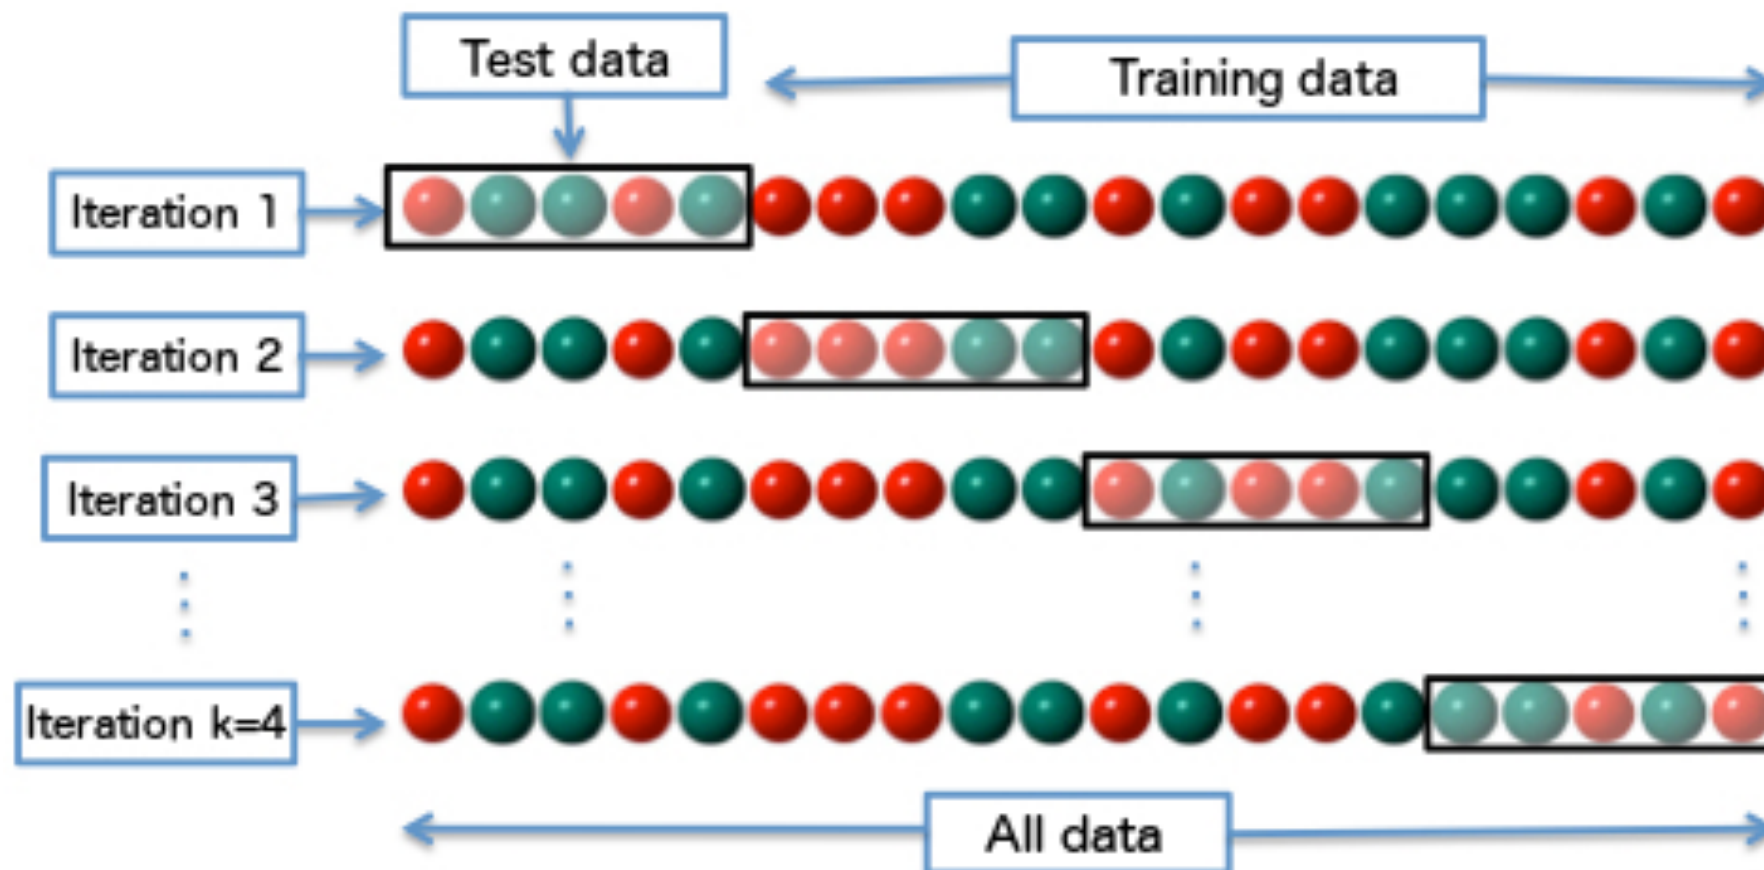 Test data
Training data
Iteration 1
Iteration 2
Iteration 3
Iteration k=4
All data